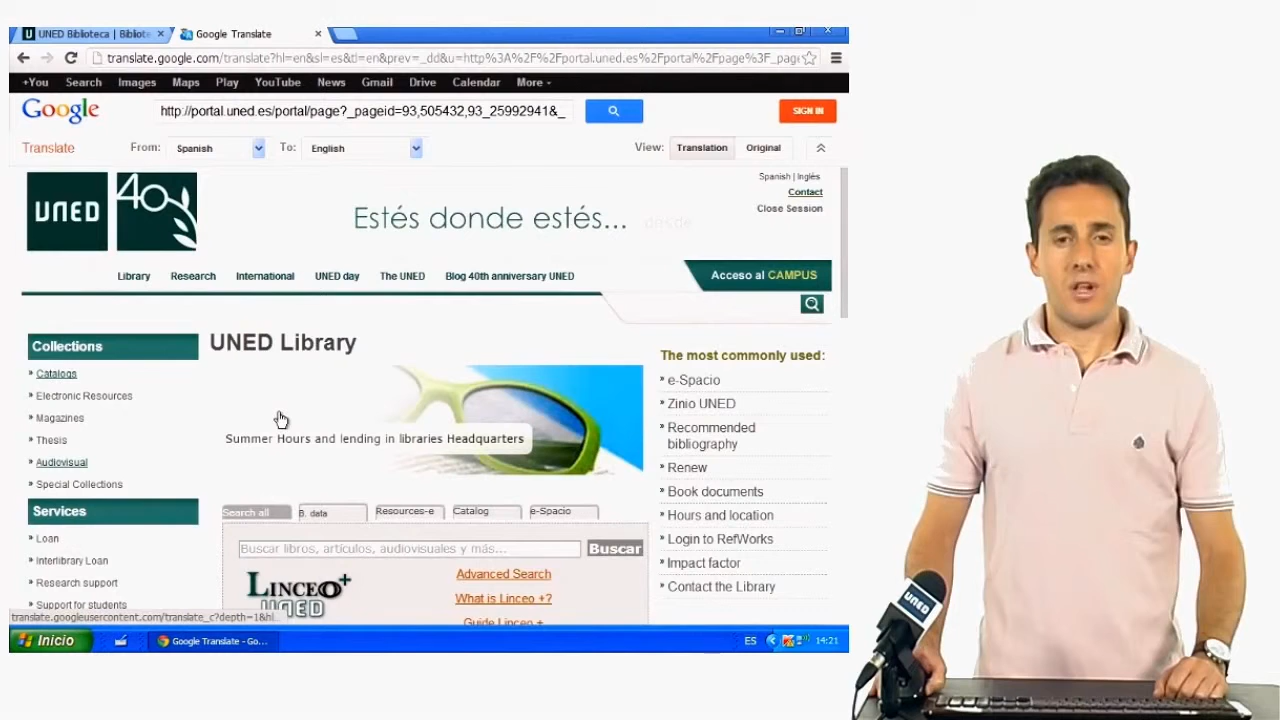 UNED Biblioteca | Bibliote
Google Translate
translate.google.com/translate?hl=en&sl=es&tl=en&prev=_dd&u=http%3A%2F%2Fportal.uned.es%2Fportal%2Fpage%3F_page
+You Search Images Maps Play YouTube News Gmail Drive Calendar More
Google
http://portal.uned.es/portal/page?_pageid=93,505432,93_25992941&_
SIGN IN
Translate
From: Spanish To: English
View: Translation Original
UNED
40
Estés donde estés... desde
Spanish | Inglés
Contact
Close Session
Library Research International UNED day The UNED Blog 40th anniversary UNED
Acceso al CAMPUS
Collections
Catalogs
Electronic Resources
Magazines
Thesis
Audiovisual
Special Collections
Services
Loan
Interlibrary Loan
Research support
Support for students
UNED Library
Summer Hours and lending in libraries Headquarters
Search all B. data Resources-e Catalog e-Spacio
Buscar libros, artículos, audiovisuales y más... Buscar
LINCEO+
UNED
Advanced Search
What is Linceo +?
Guide Linceo +
The most commonly used:
e-Spacio
Zinio UNED
Recommended
bibliography
Renew
Book documents
Hours and location
Login to RefWorks
Impact factor
Contact the Library
translate.googleusercontent.com/translate_c?depth=1&hl...
Inicio
Google Translate - Go...
ES
14:21
UNED